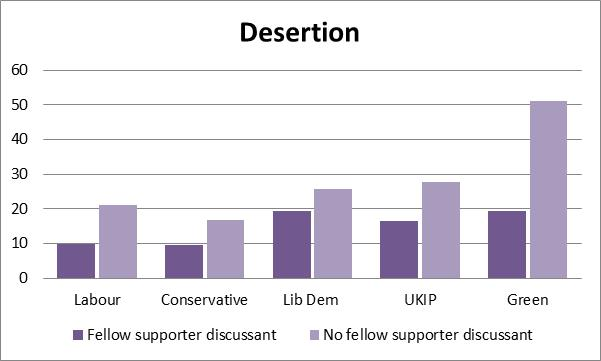 Desertion
60
50
40
30
20
10
0
Labour Conservative Lib Dem UKIP Green
Fellow supporter discussant No fellow supporter discussant